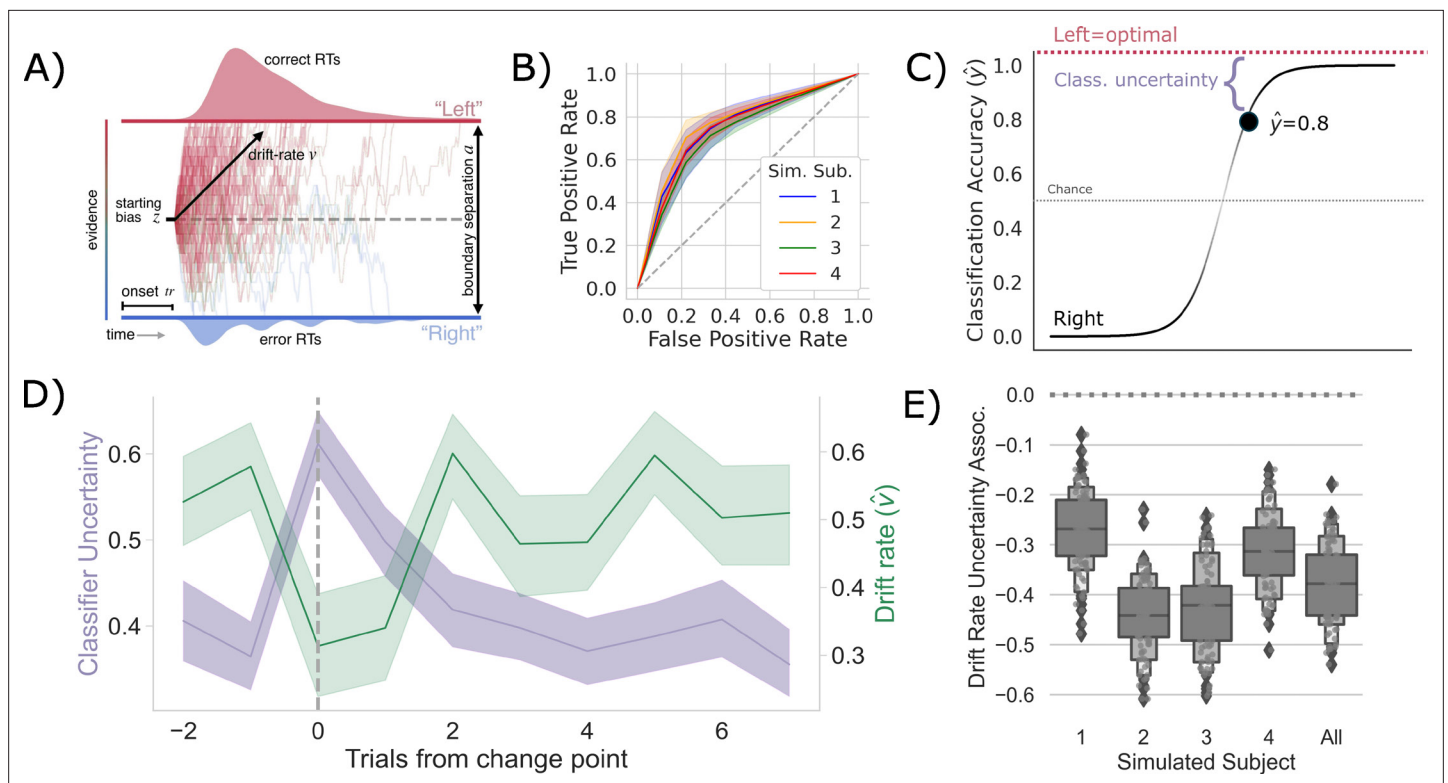 A)
correct RTs
"Left"
drift-rate v
boundary separation a
starting
bias z
evidence
onset tr
time
error RTs
"Right"
B)
True Positive Rate
1.0
0.8
0.6
0.4
0.2
0.0
Sim. Sub.
1
2
3
4
0.0 0.2 0.4 0.6 0.8 1.0
False Positive Rate
C)
Left=optimal
Class. uncertainty
Classification Accuracy (ŷ)
1.0
0.8
0.6
0.4
0.2
0.0
ŷ=0.8
Chance
Right
D)
Classifier Uncertainty
0.6
0.5
0.4
0.6
0.5
0.4
0.3
Drift rate (v̂)
−2 0 2 4 6
Trials from change point
E)
Drift Rate Uncertainty Assoc.
0.0
−0.1
−0.2
−0.3
−0.4
−0.5
−0.6
1 2 3 4 All
Simulated Subject